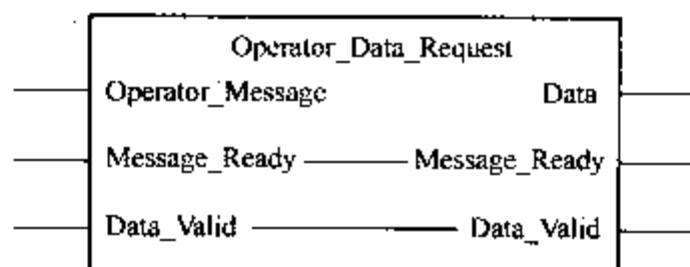 Operator_Data_Request
Operator_Message Data
Message_Ready Message_Ready
Data_Valid Data_Valid